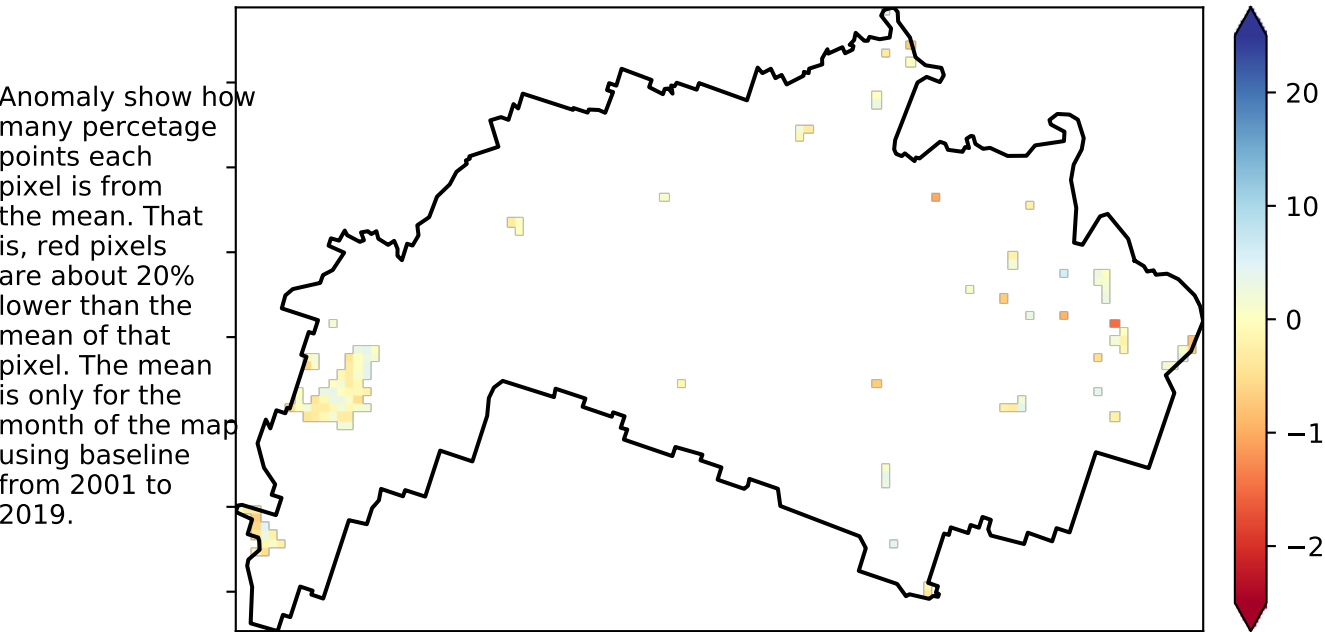 Anomaly show how
many percetage
points each
pixel is from
the mean. That
is, red pixels
are about 20%
lower than the
mean of that
pixel. The mean
is only for the
month of the map
using baseline
from 2001 to
2019.
20
10
0
−1
−2